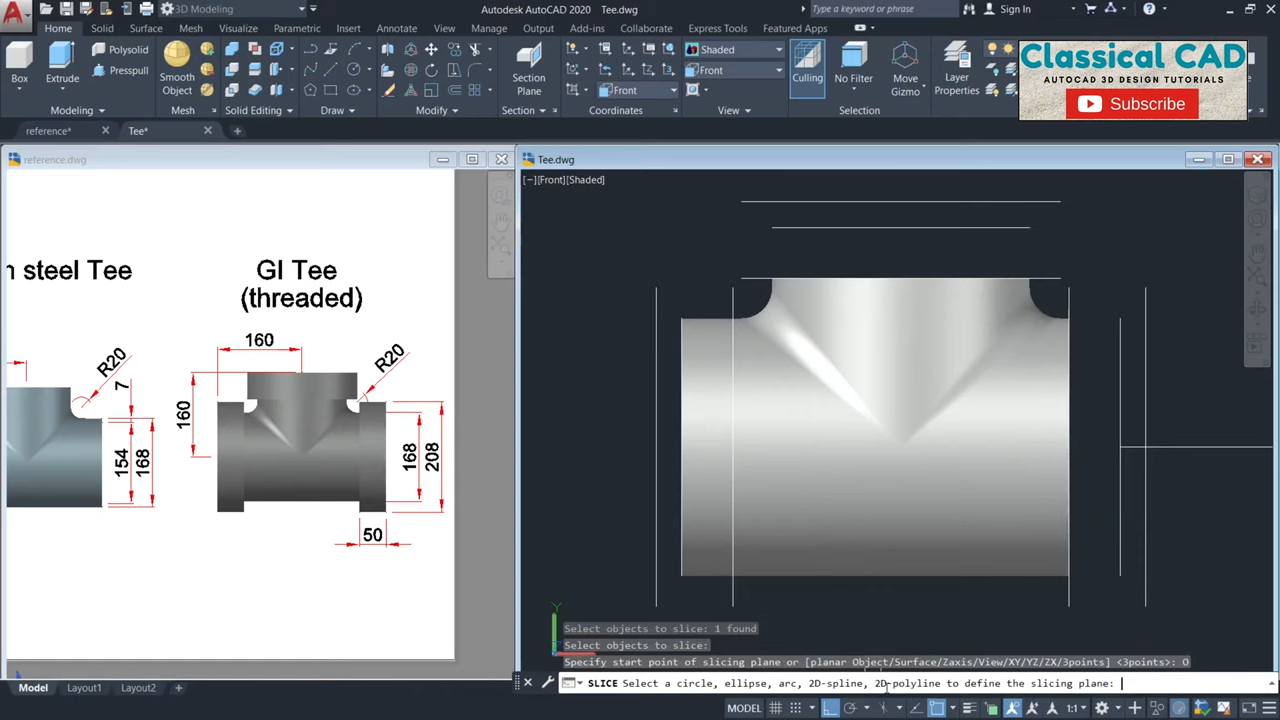 Autodesk AutoCAD 2020 Tee.dwg
3D Modeling
Type a keyword or phrase
Sign In
Home Solid Surface Mesh Visualize Parametric Insert Annotate View Manage Output Add-ins Collaborate Express Tools Featured Apps
Box
Extrude
Polysolid
Presspull
Smooth
Object
Section
Plane
Shaded
Front
Front
Culling
No Filter
Move
Gizmo
Layer
Properties
Modeling
Mesh
Solid Editing
Draw
Modify
Section
Coordinates
View
Selection
Classical CAD
AUTOCAD 3D DESIGN TUTORIALS
Subscribe
reference*
Tee*
reference.dwg
Tee.dwg
[−][Front][Shaded]
n steel Tee
GI Tee
(threaded)
R20
7
154
168
160
R20
160
168
208
50
Y
Select objects to slice: 1 found
Select objects to slice:
Specify start point of slicing plane or [planar Object/Surface/Zaxis/View/XY/YZ/ZX/3points] <3points>: O
SLICE Select a circle, ellipse, arc, 2D-spline, 2D-polyline to define the slicing plane:
Model
Layout1
Layout2
MODEL
1:1